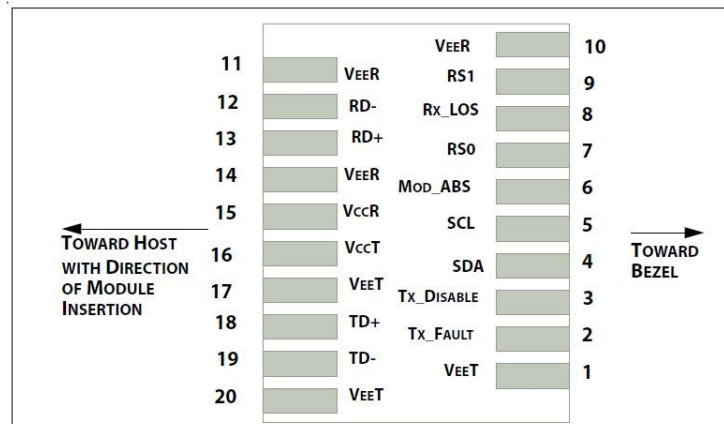 11 VEER
12 RD-
13 RD+
14 VEER
15 VCCR
16 VCCT
17 VEET
18 TD+
19 TD-
20 VEET
VEER 10
RS1 9
RX_LOS 8
RS0 7
MOD_ABS 6
SCL 5
SDA 4
TX_DISABLE 3
TX_FAULT 2
VEET 1
TOWARD HOST
WITH DIRECTION
OF MODULE
INSERTION
TOWARD
BEZEL